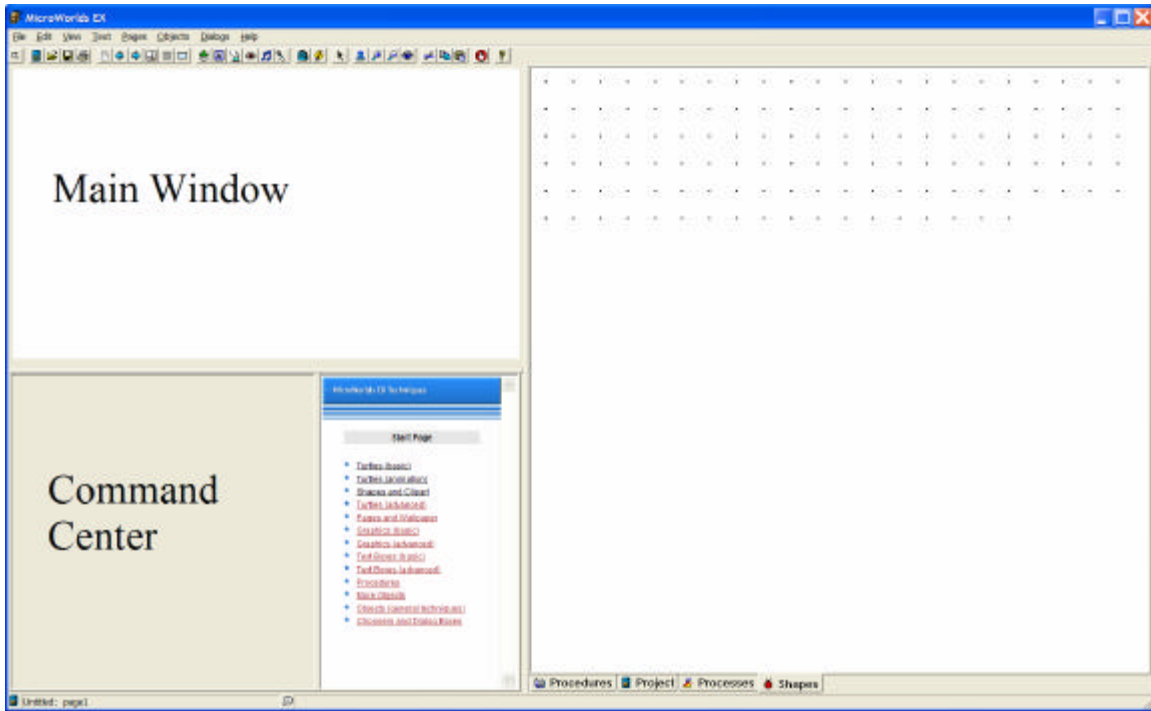 MicroWorlds EX
File Edit View Text Pages Objects Dialogs Help
Main Window
Command
Center
MicroWorlds EX Techniques
Start Page
Turtles (basic)
Turtles (animation)
Shapes and Clipart
Turtles (advanced)
Pages and Wallpaper
Graphics (basic)
Graphics (advanced)
Text Boxes (basic)
Text Boxes (advanced)
Procedures
More Objects
Objects (general techniques)
Choosers and Dialog Boxes
Procedures Project Processes Shapes
Untitled: page1